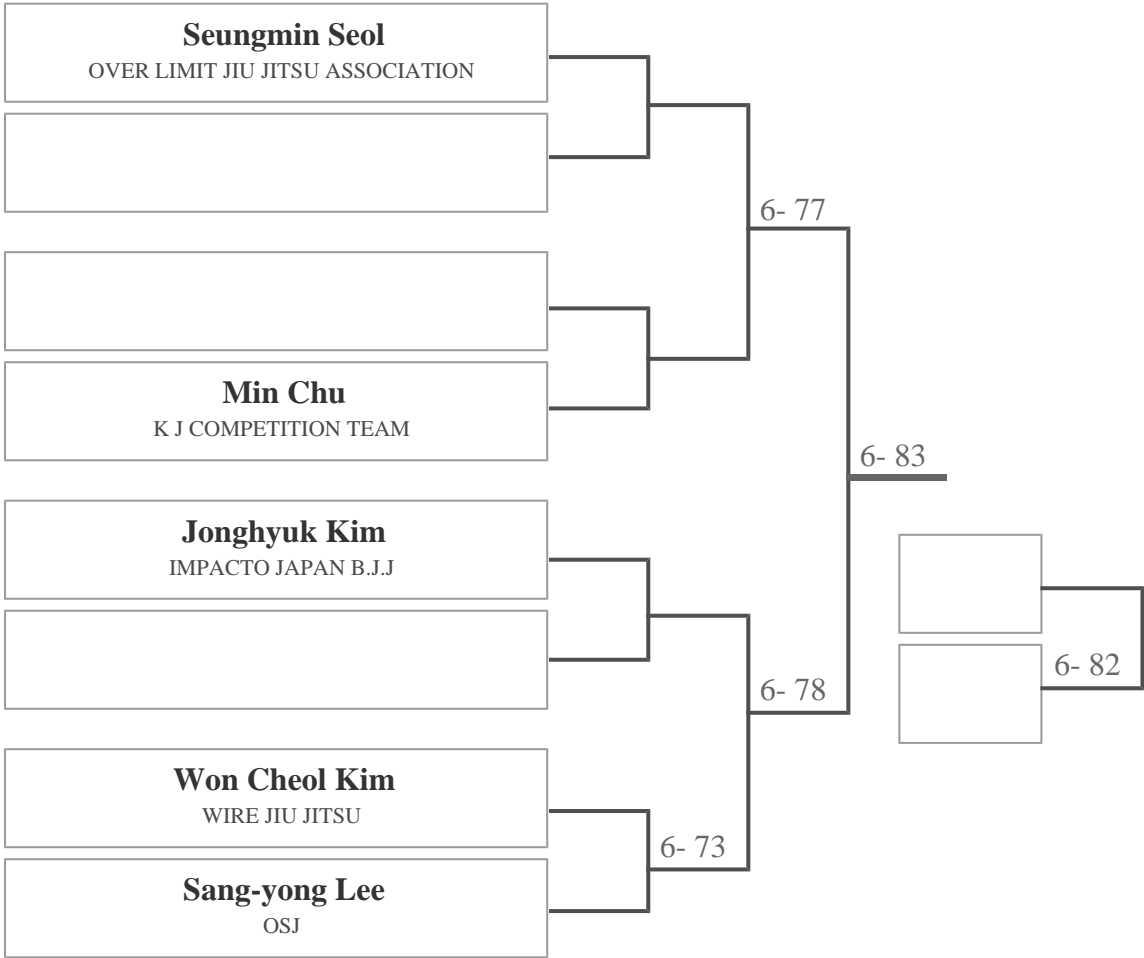 Seungmin Seol
OVER LIMIT JIU JITSU ASSOCIATION
6- 77
Min Chu
K J COMPETITION TEAM
6- 83
Jonghyuk Kim
IMPACTO JAPAN B.J.J
6- 82
6- 78
Won Cheol Kim
WIRE JIU JITSU
6- 73
Sang-yong Lee
OSJ